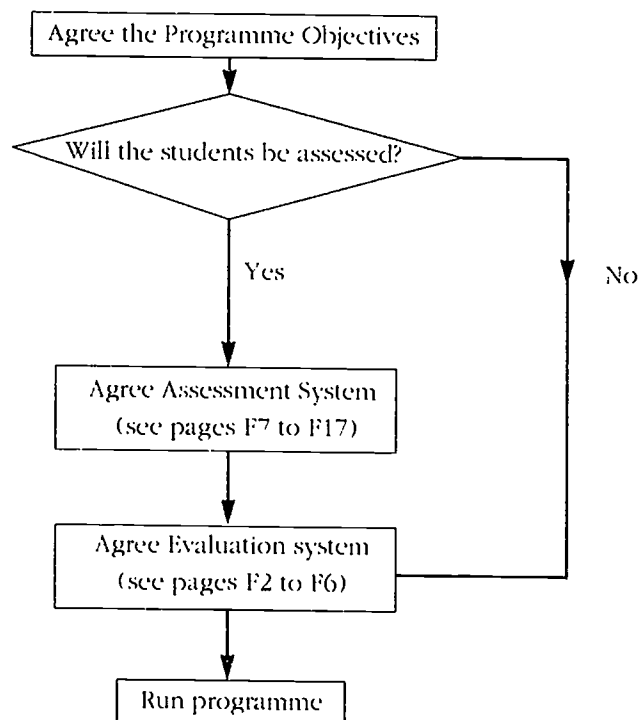 Agree the Programme Objectives
Will the students be assessed?
Yes
No
Agree Assessment System
(see pages F7 to F17)
Agree Evaluation system
(see pages F2 to F6)
Run programme